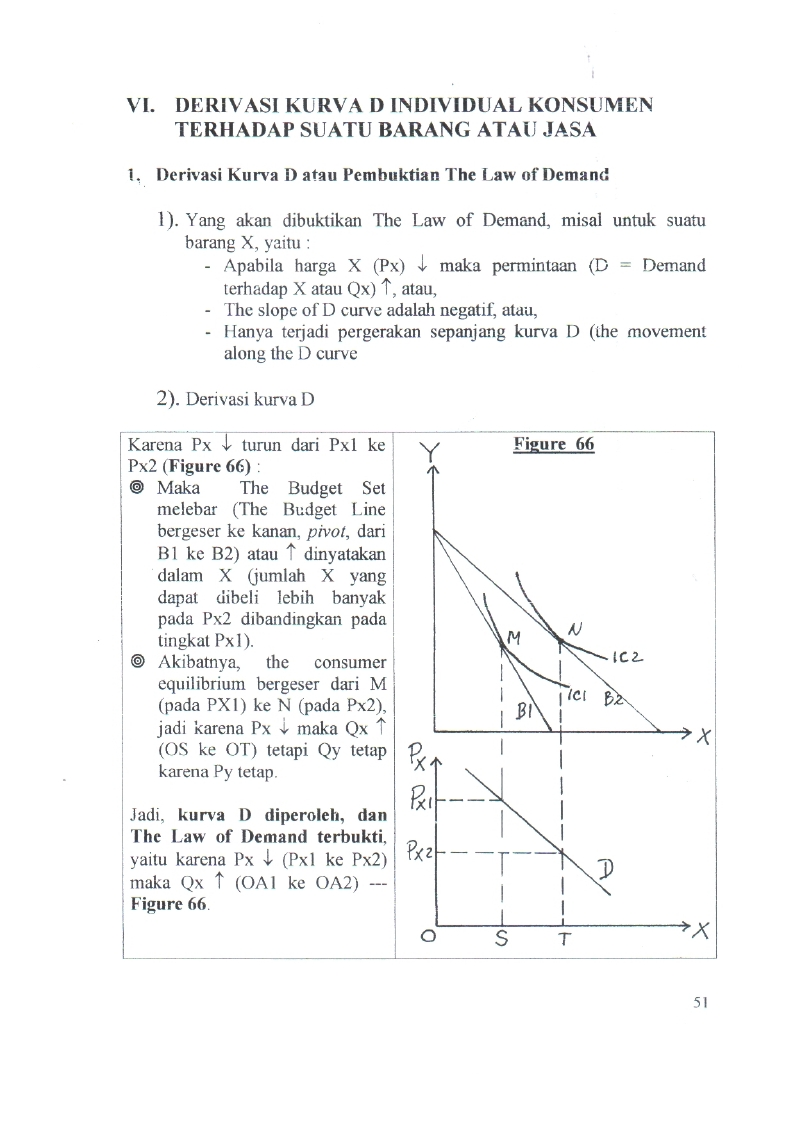 VI. DERIVASI KURVA D INDIVIDUAL KONSUMEN
TERHADAP SUATU BARANG ATAU JASA
1. Derivasi Kurva D atau Pembuktian The Law of Demand
1). Yang akan dibuktikan The Law of Demand, misal untuk suatu
barang X, yaitu :
- Apabila harga X (Px) ↓ maka permintaan (D = Demand
terhadap X atau Qx) ↑, atau,
- The slope of D curve adalah negatif, atau,
- Hanya terjadi pergerakan sepanjang kurva D (the movement
along the D curve
2). Derivasi kurva D
Karena Px ↓ turun dari Px1 ke
Px2 (Figure 66) :
◎ Maka The Budget Set
melebar (The Budget Line
bergeser ke kanan, pivot, dari
B1 ke B2) atau ↑ dinyatakan
dalam X (jumlah X yang
dapat dibeli lebih banyak
pada Px2 dibandingkan pada
tingkat Px1).
◎ Akibatnya, the consumer
equilibrium bergeser dari M
(pada PX1) ke N (pada Px2),
jadi karena Px ↓ maka Qx ↑
(OS ke OT) tetapi Qy tetap
karena Py tetap.
Jadi, kurva D diperoleh, dan
The Law of Demand terbukti,
yaitu karena Px ↓ (Px1 ke Px2)
maka Qx ↑ (OA1 ke OA2) ---
Figure 66.
Figure 66
Y
M
N
IC2
IC1
B1
B2
X
Px
Px1
Px2
D
O
S
T
X
51